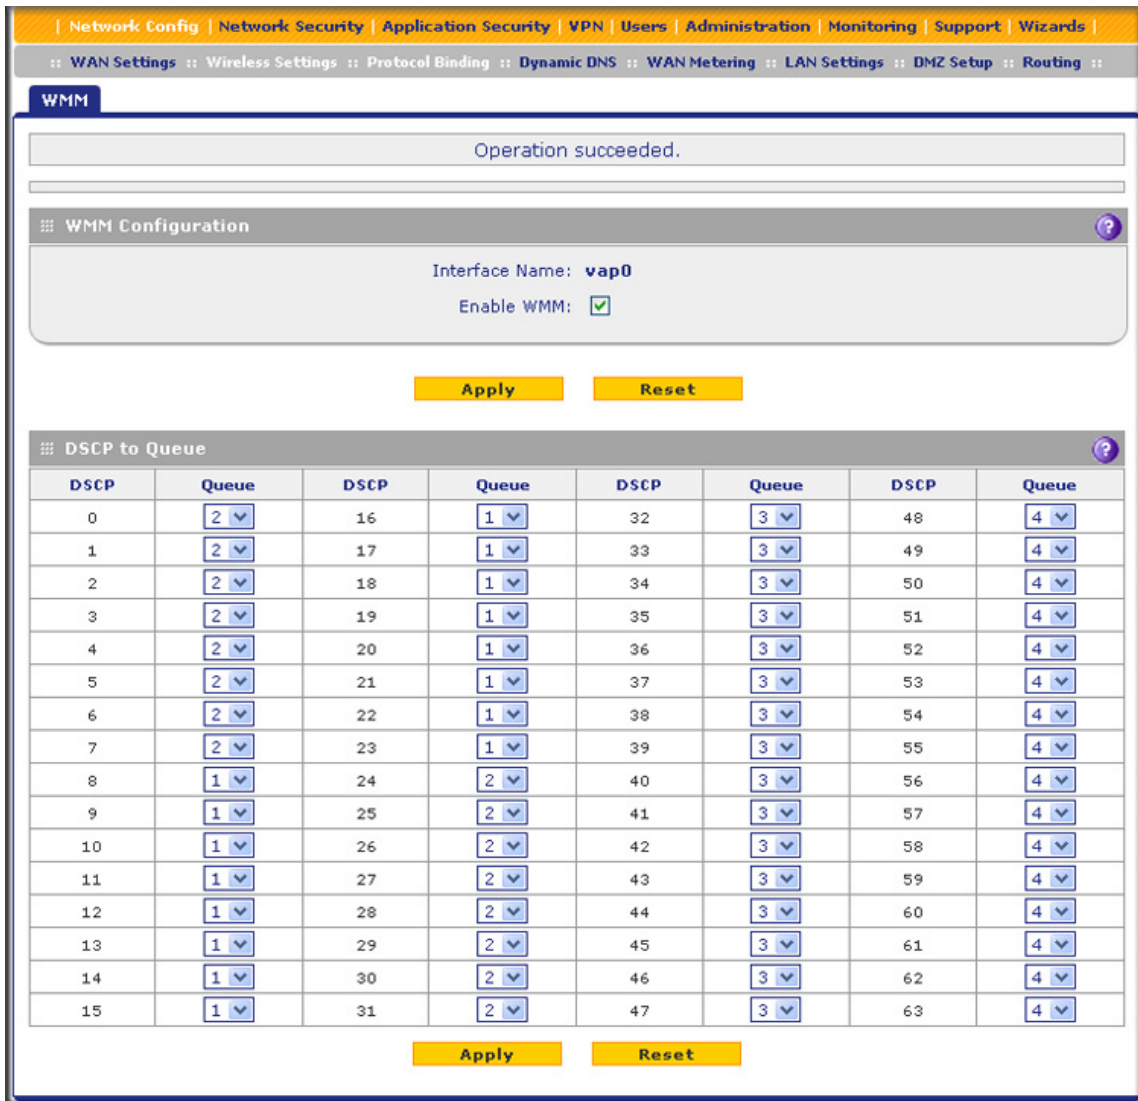 | Network Config | Network Security | Application Security | VPN | Users | Administration | Monitoring | Support | Wizards |
:: WAN Settings :: Wireless Settings :: Protocol Binding :: Dynamic DNS :: WAN Metering :: LAN Settings :: DMZ Setup :: Routing ::
WMM
Operation succeeded.
WMM Configuration ?
Interface Name: vap0
Enable WMM:
Apply Reset
DSCP to Queue ?
DSCP Queue DSCP Queue DSCP Queue DSCP Queue
0 2 16 1 32 3 48 4
1 2 17 1 33 3 49 4
2 2 18 1 34 3 50 4
3 2 19 1 35 3 51 4
4 2 20 1 36 3 52 4
5 2 21 1 37 3 53 4
6 2 22 1 38 3 54 4
7 2 23 1 39 3 55 4
8 1 24 2 40 3 56 4
9 1 25 2 41 3 57 4
10 1 26 2 42 3 58 4
11 1 27 2 43 3 59 4
12 1 28 2 44 3 60 4
13 1 29 2 45 3 61 4
14 1 30 2 46 3 62 4
15 1 31 2 47 3 63 4
Apply Reset